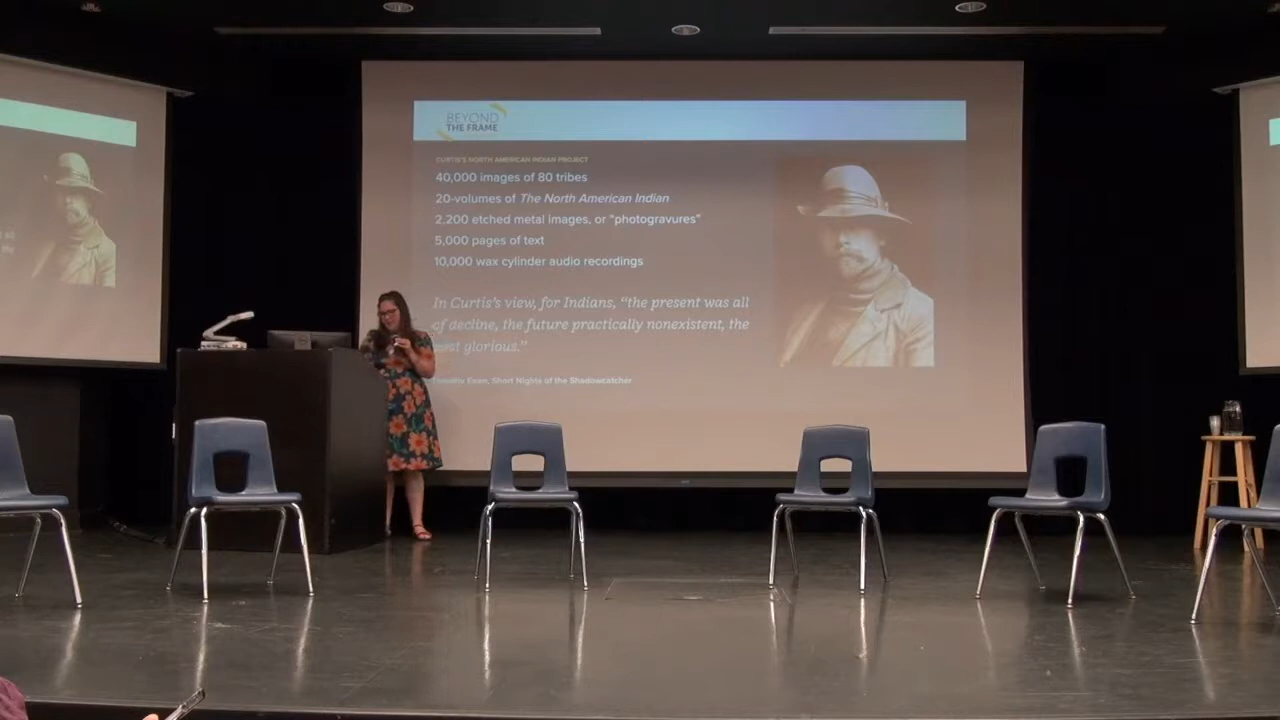 BEYOND
THE FRAME
CURTIS'S NORTH AMERICAN INDIAN PROJECT
40,000 images of 80 tribes
20-volumes of The North American Indian
2,200 etched metal images, or "photogravures"
5,000 pages of text
10,000 wax cylinder audio recordings
In Curtis's view, for Indians, "the present was all
of decline, the future practically nonexistent, the
past glorious."
Egan, Short Nights of the Shadowcatcher